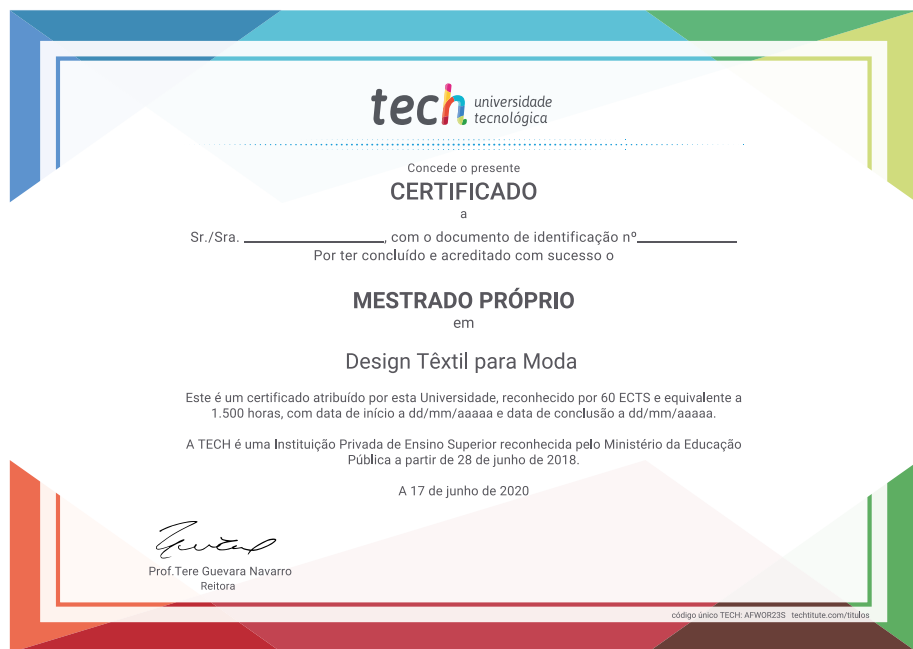 tech universidade
tecnológica
Concede o presente
CERTIFICADO
a
Sr./Sra. ________________, com o documento de identificação nº____________
Por ter concluído e acreditado com sucesso o
MESTRADO PRÓPRIO
em
Design Têxtil para Moda
Este é um certificado atribuído por esta Universidade, reconhecido por 60 ECTS e equivalente a
1.500 horas, com data de início a dd/mm/aaaaa e data de conclusão a dd/mm/aaaaa.
A TECH é uma Instituição Privada de Ensino Superior reconhecida pelo Ministério da Educação
Pública a partir de 28 de junho de 2018.
A 17 de junho de 2020
Prof.Tere Guevara Navarro
Reitora
código único TECH: AFWOR23S techtitute.com/titulos